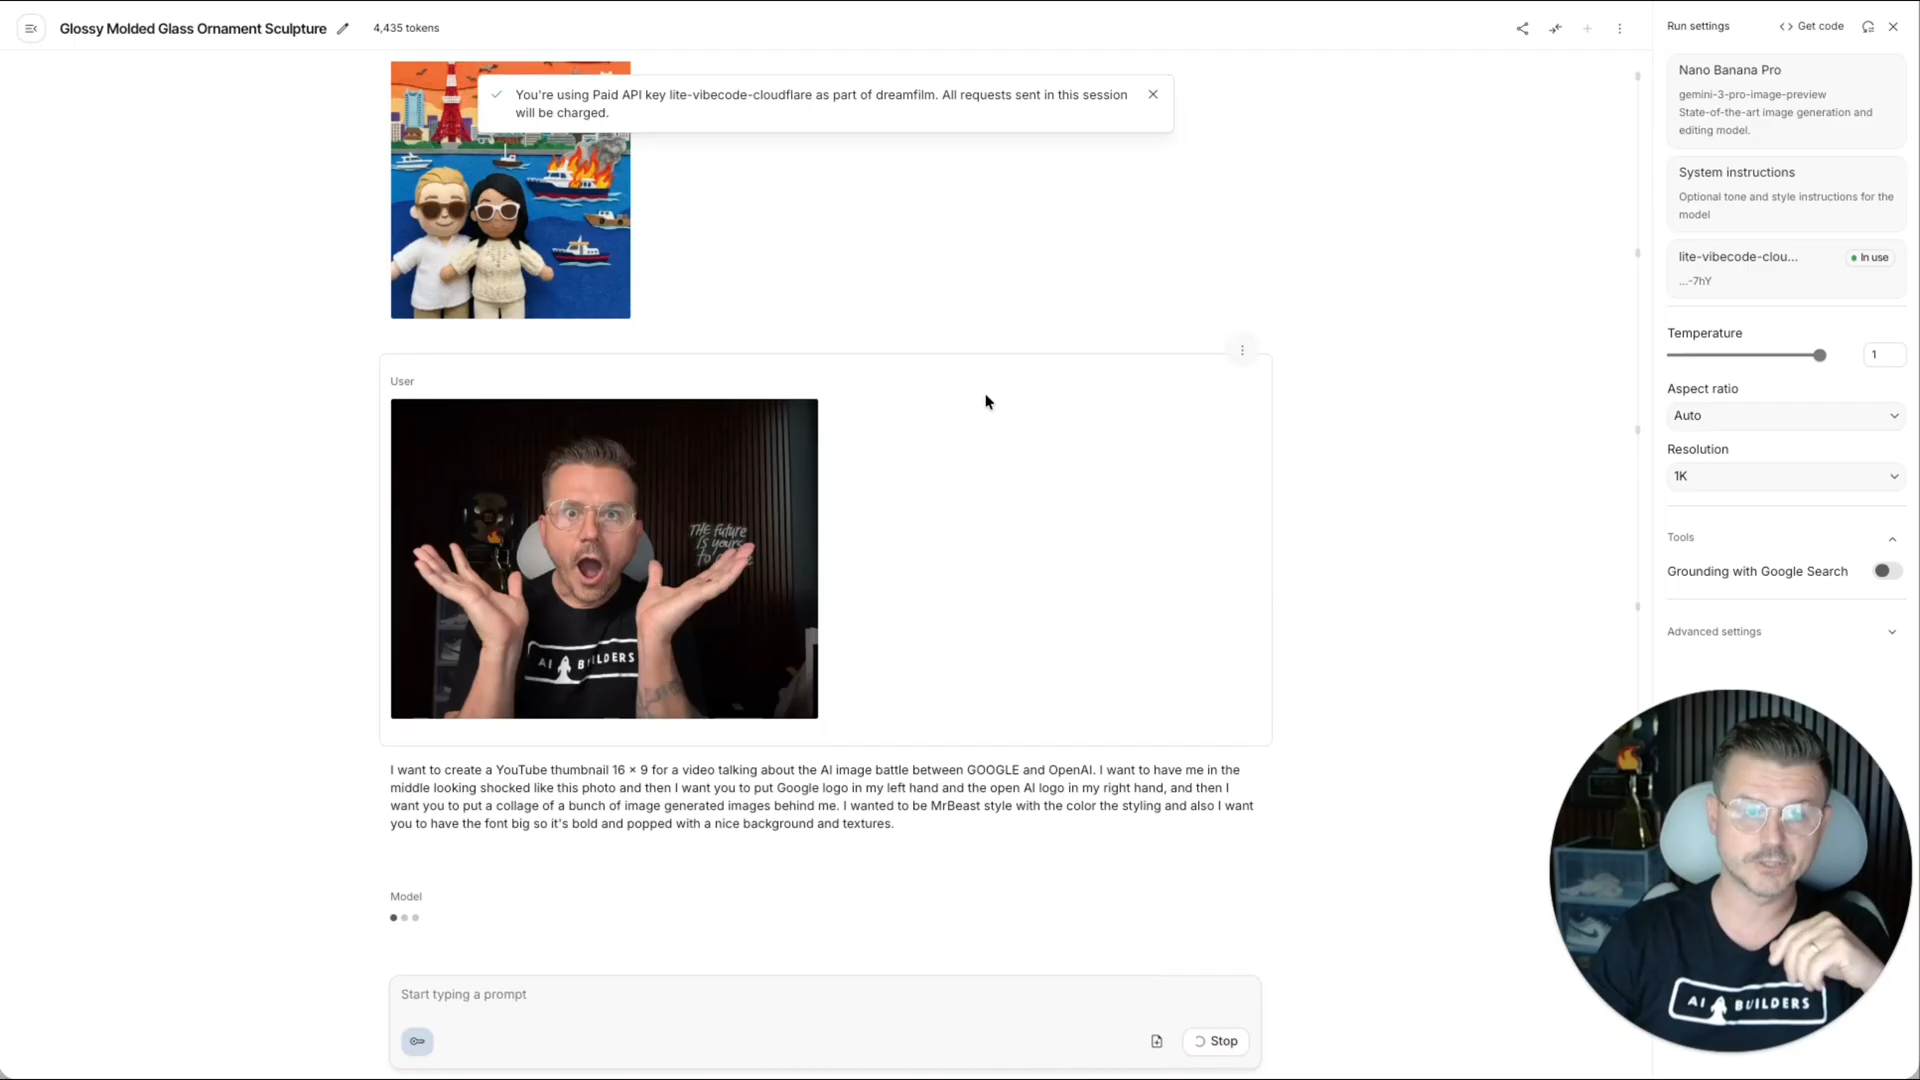 Glossy Molded Glass Ornament Sculpture
4,435 tokens
Run settings
Get code
You're using Paid API key lite-vibecode-cloudflare as part of dreamfilm. All requests sent in this session
will be charged.
Nano Banana Pro
gemini-3-pro-image-preview
State-of-the-art image generation and
editing model.
System instructions
Optional tone and style instructions for the
model
lite-vibecode-clou...
In use
...-7hY
Temperature
1
Aspect ratio
Auto
Resolution
1K
Tools
Grounding with Google Search
Advanced settings
User
THE future
IS yours
to
AI BUILDERS
I want to create a YouTube thumbnail 16 × 9 for a video talking about the AI image battle between GOOGLE and OpenAI. I want to have me in the
middle looking shocked like this photo and then I want you to put Google logo in my left hand and the open AI logo in my right hand, and then I
want you to put a collage of a bunch of image generated images behind me. I wanted to be MrBeast style with the color the styling and also I want
you to have the font big so it's bold and popped with a nice background and textures.
Model
Start typing a prompt
Stop
AI BUILDERS